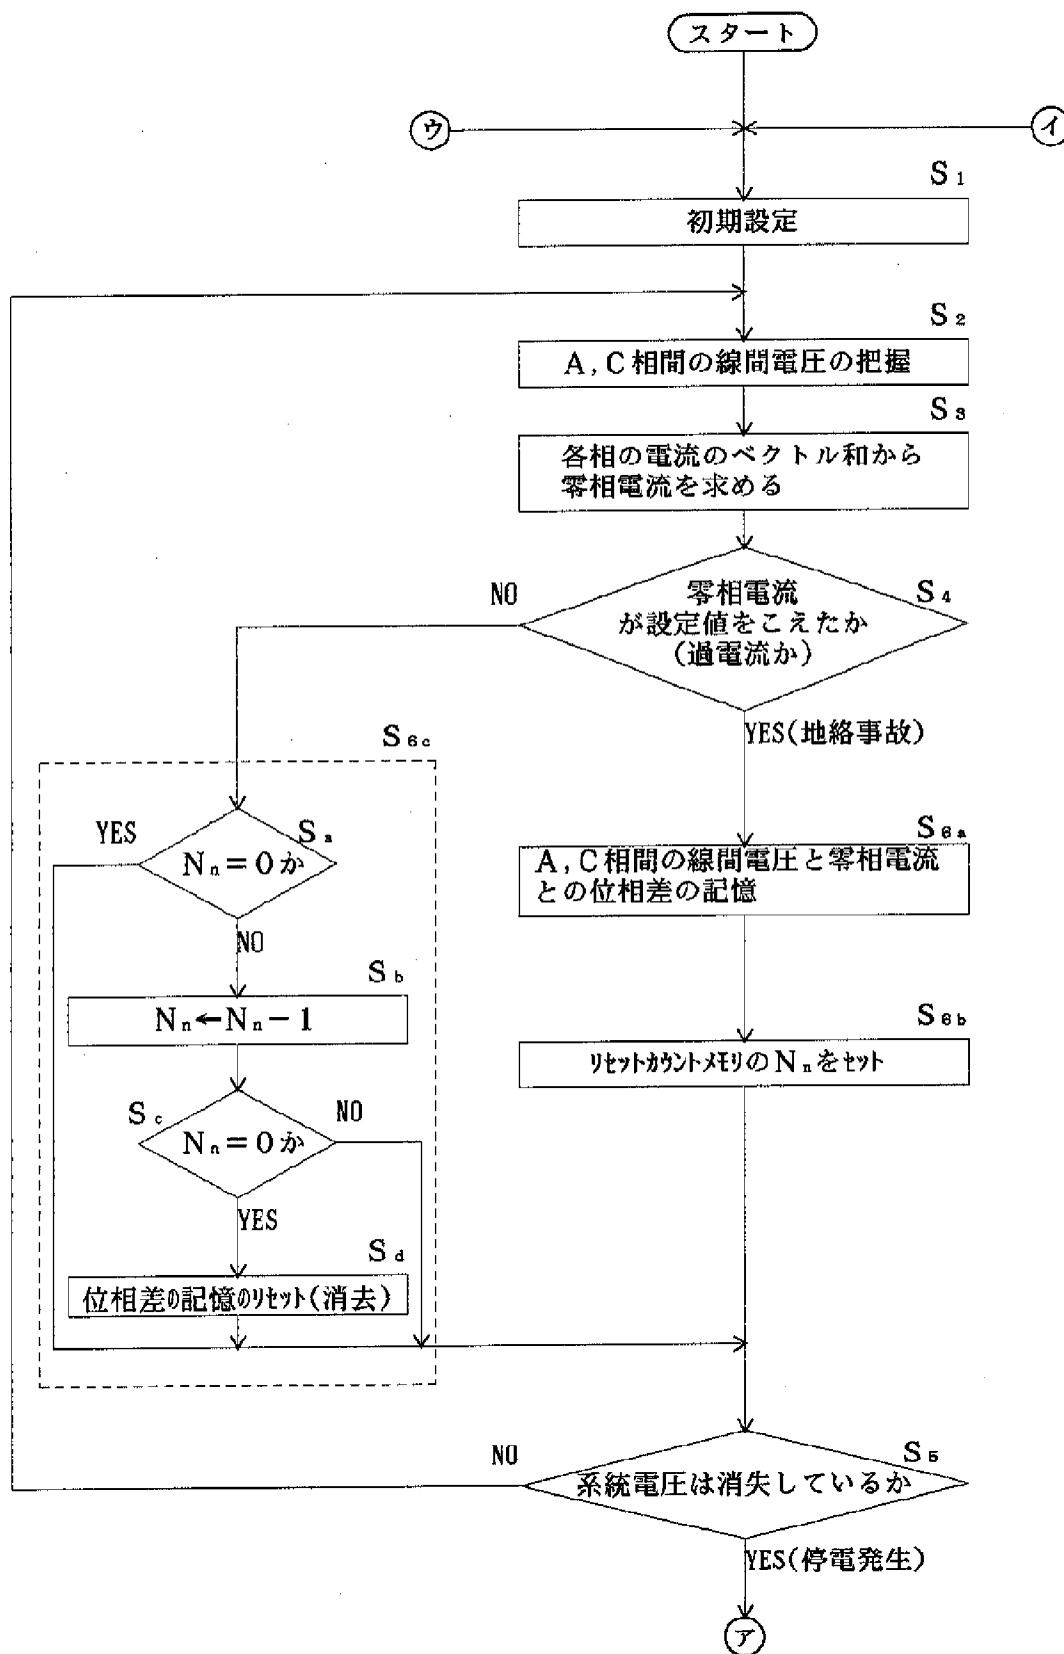 スタート
ウ
イ
S₁
初期設定
S₂
A,C相間の線間電圧の把握
S₃
各相の電流のベクトル和から
零相電流を求める
S₄
零相電流
が設定値をこえたか
(過電流か)
NO
YES(地絡事故)
S₆c
Sa
YES
Nn=0か
NO
Sb
Nn←Nn-1
Sc
Nn=0か
NO
YES
Sd
位相差の記憶のリセット(消去)
S₆a
A,C相間の線間電圧と零相電流
との位相差の記憶
S₆b
リセットカウントメモリのNnをセット
S₅
NO
系統電圧は消失しているか
YES(停電発生)
ア